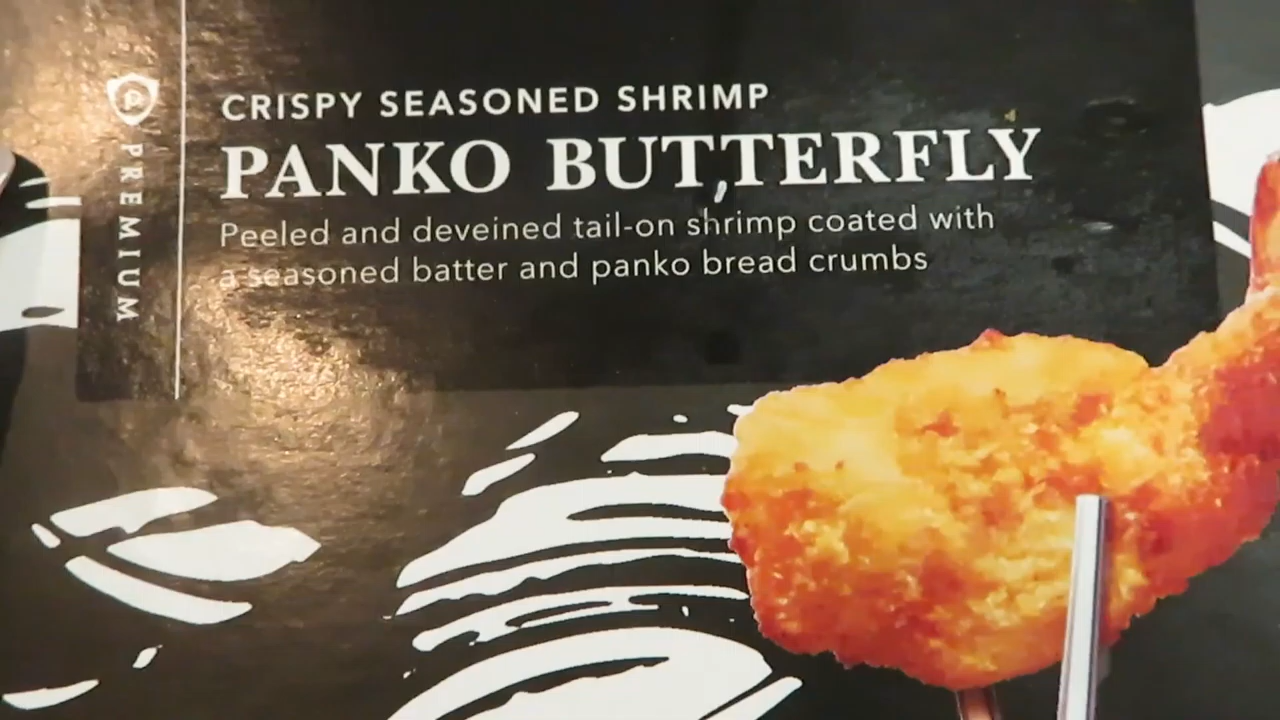 CRISPY SEASONED SHRIMP
PANKO BUTTERFLY
Peeled and deveined tail-on shrimp coated with
a seasoned batter and panko bread crumbs
PREMIUM